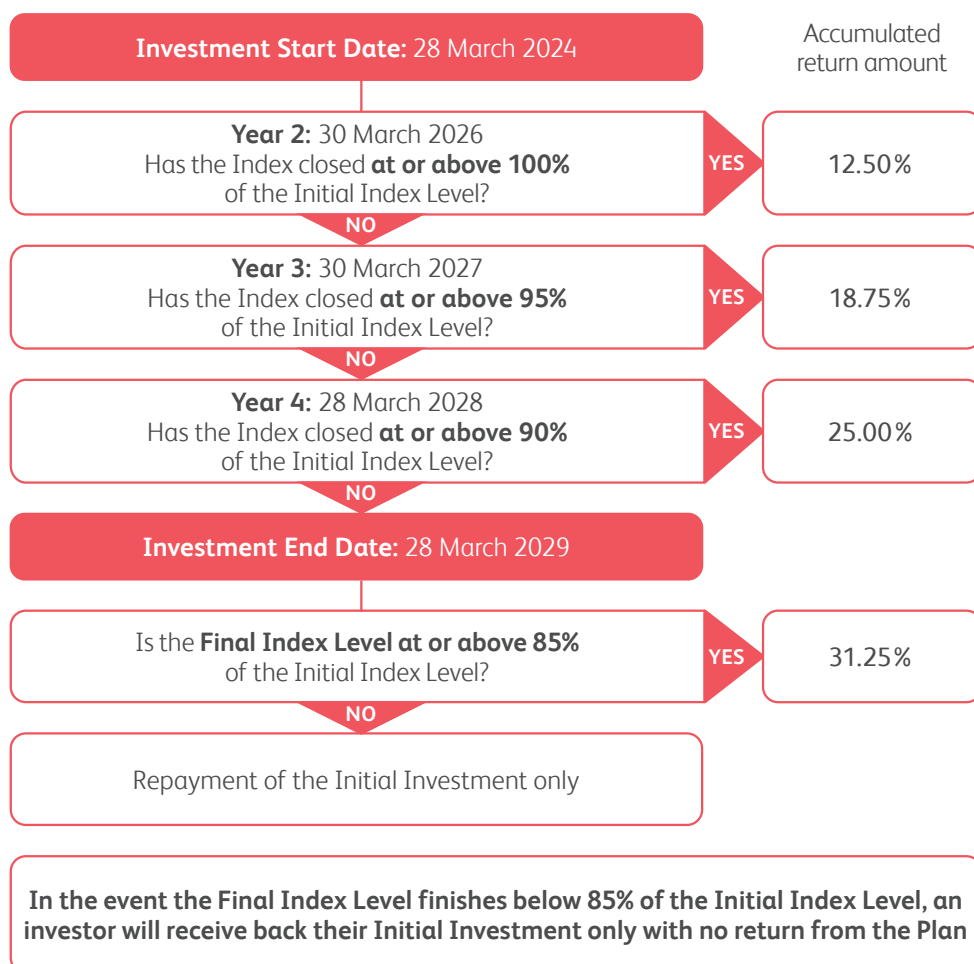 Investment Start Date: 28 March 2024
Accumulated
return amount
Year 2: 30 March 2026
Has the Index closed at or above 100%
of the Initial Index Level?
YES
12.50%
NO
Year 3: 30 March 2027
Has the Index closed at or above 95%
of the Initial Index Level?
YES
18.75%
NO
Year 4: 28 March 2028
Has the Index closed at or above 90%
of the Initial Index Level?
YES
25.00%
NO
Investment End Date: 28 March 2029
Is the Final Index Level at or above 85%
of the Initial Index Level?
YES
31.25%
NO
Repayment of the Initial Investment only
In the event the Final Index Level finishes below 85% of the Initial Index Level, an
investor will receive back their Initial Investment only with no return from the Plan